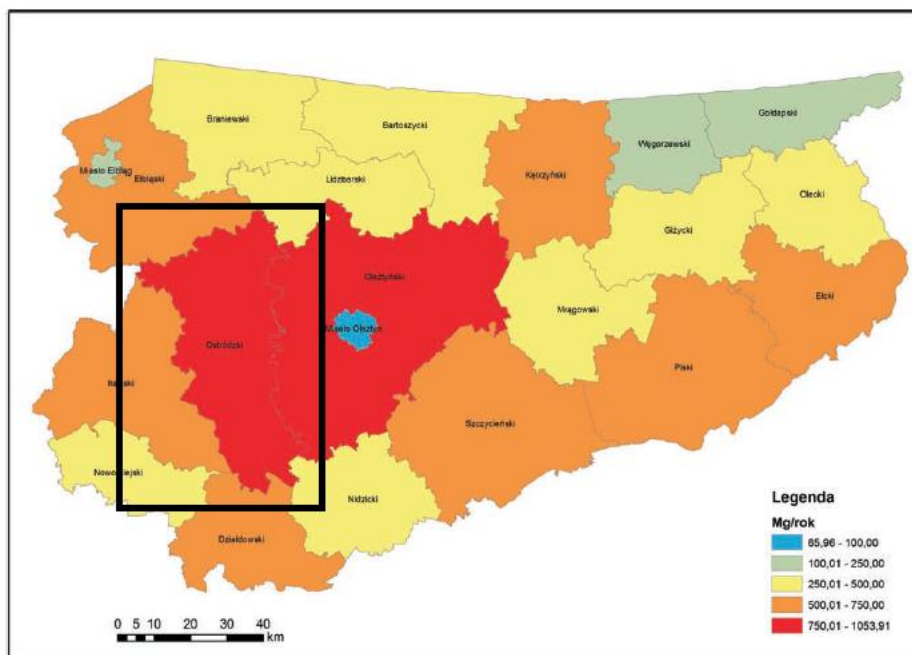 Braniewski
Bartoszycki
Węgorzewski
Gołdapski
Miasto Elbląg
Elbląski
Lidzbarski
Kętrzyński
Olecki
Giżycki
Olsztyński
Mrągowski
Ełcki
Miasto Olsztyn
Ostródzki
Piski
Iławski
Szczycieński
Nowomiejski
Nidzicki
Działdowski
Legenda
Mg/rok
65,96 - 100,00
100,01 - 250,00
250,01 - 500,00
500,01 - 750,00
750,01 - 1053,91
0 5 10 20 30 40
km